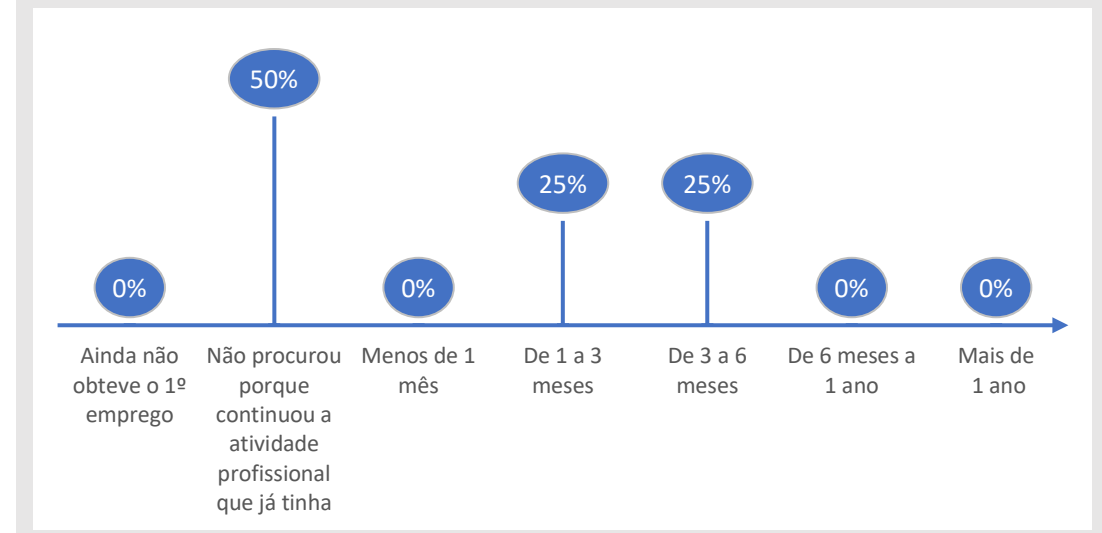 50%
25%
25%
0%
0%
0%
0%
Ainda não
obteve o 1º
emprego
Não procurou
porque
continuou a
atividade
profissional
que já tinha
Menos de 1
mês
De 1 a 3
meses
De 3 a 6
meses
De 6 meses a
1 ano
Mais de
1 ano